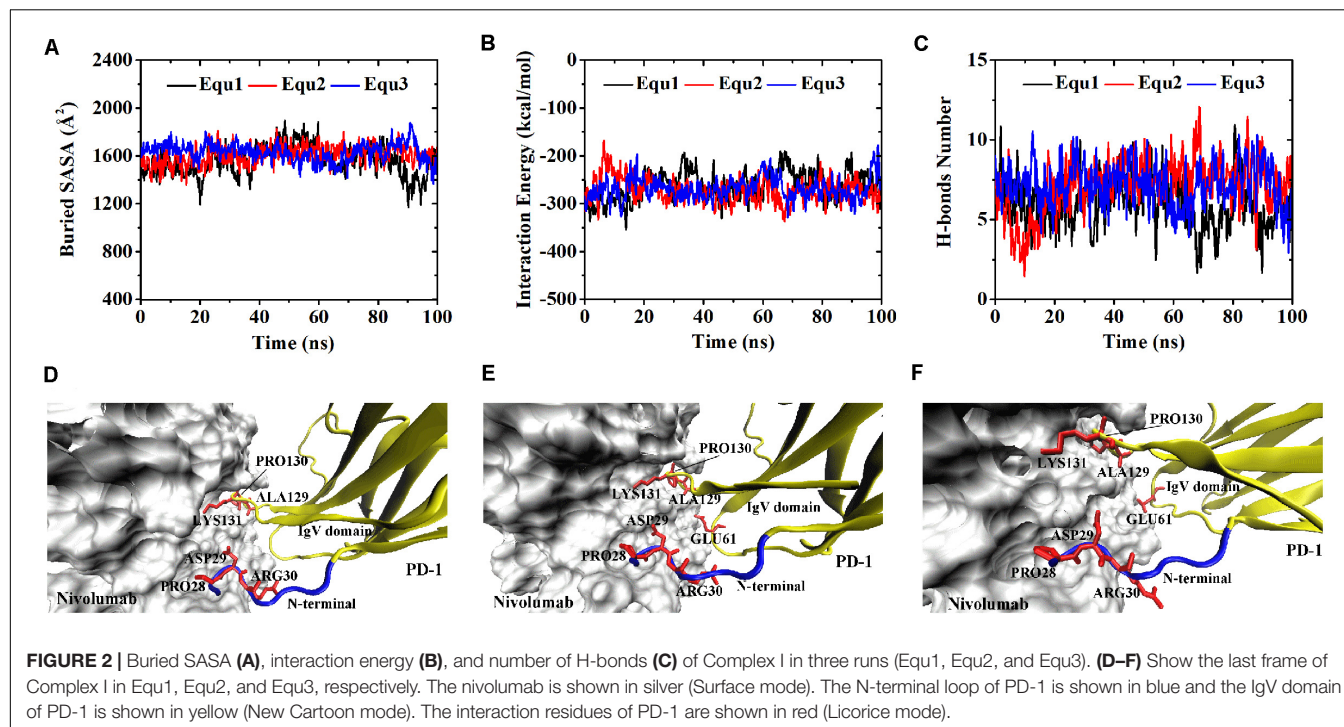 A
B
C
2400
2000
1600
1200
800
400
Buried SASA (Å²)
Equ1 Equ2 Equ3
0 20 40 60 80 100
Time (ns)
0
-100
-200
-300
-400
-500
Interaction Energy (kcal/mol)
Equ1 Equ2 Equ3
0 20 40 60 80 100
Time (ns)
15
10
5
0
H-bonds Number
Equ1 Equ2 Equ3
0 20 40 60 80 100
Time (ns)
D
PRO130
ALA129
LYS131
IgV domain
ASP29
PRO28
ARG30
PD-1
N-terminal
Nivolumab
E
PRO130
LYS131
ALA129
IgV domain
ASP29
GLU61
PRO28
ARG30
N-terminal
PD-1
Nivolumab
F
PRO130
LYS131
ALA129
IgV domain
GLU61
ASP29
PRO28
PD-1
ARG30
N-terminal
Nivolumab
FIGURE 2 | Buried SASA (A), interaction energy (B), and number of H-bonds (C) of Complex I in three runs (Equ1, Equ2, and Equ3). (D–F) Show the last frame of
Complex I in Equ1, Equ2, and Equ3, respectively. The nivolumab is shown in silver (Surface mode). The N-terminal loop of PD-1 is shown in blue and the IgV domain
of PD-1 is shown in yellow (New Cartoon mode). The interaction residues of PD-1 are shown in red (Licorice mode).